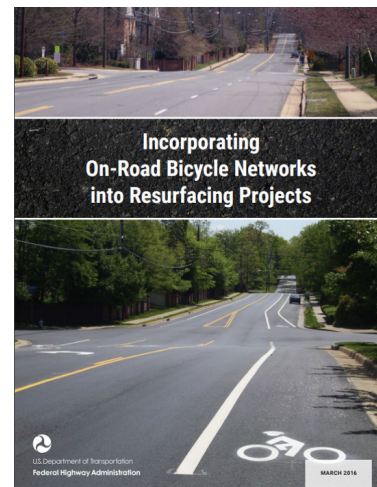 Incorporating
On-Road Bicycle Networks
into Resurfacing Projects
U.S. Department of Transportation
Federal Highway Administration
MARCH 2016